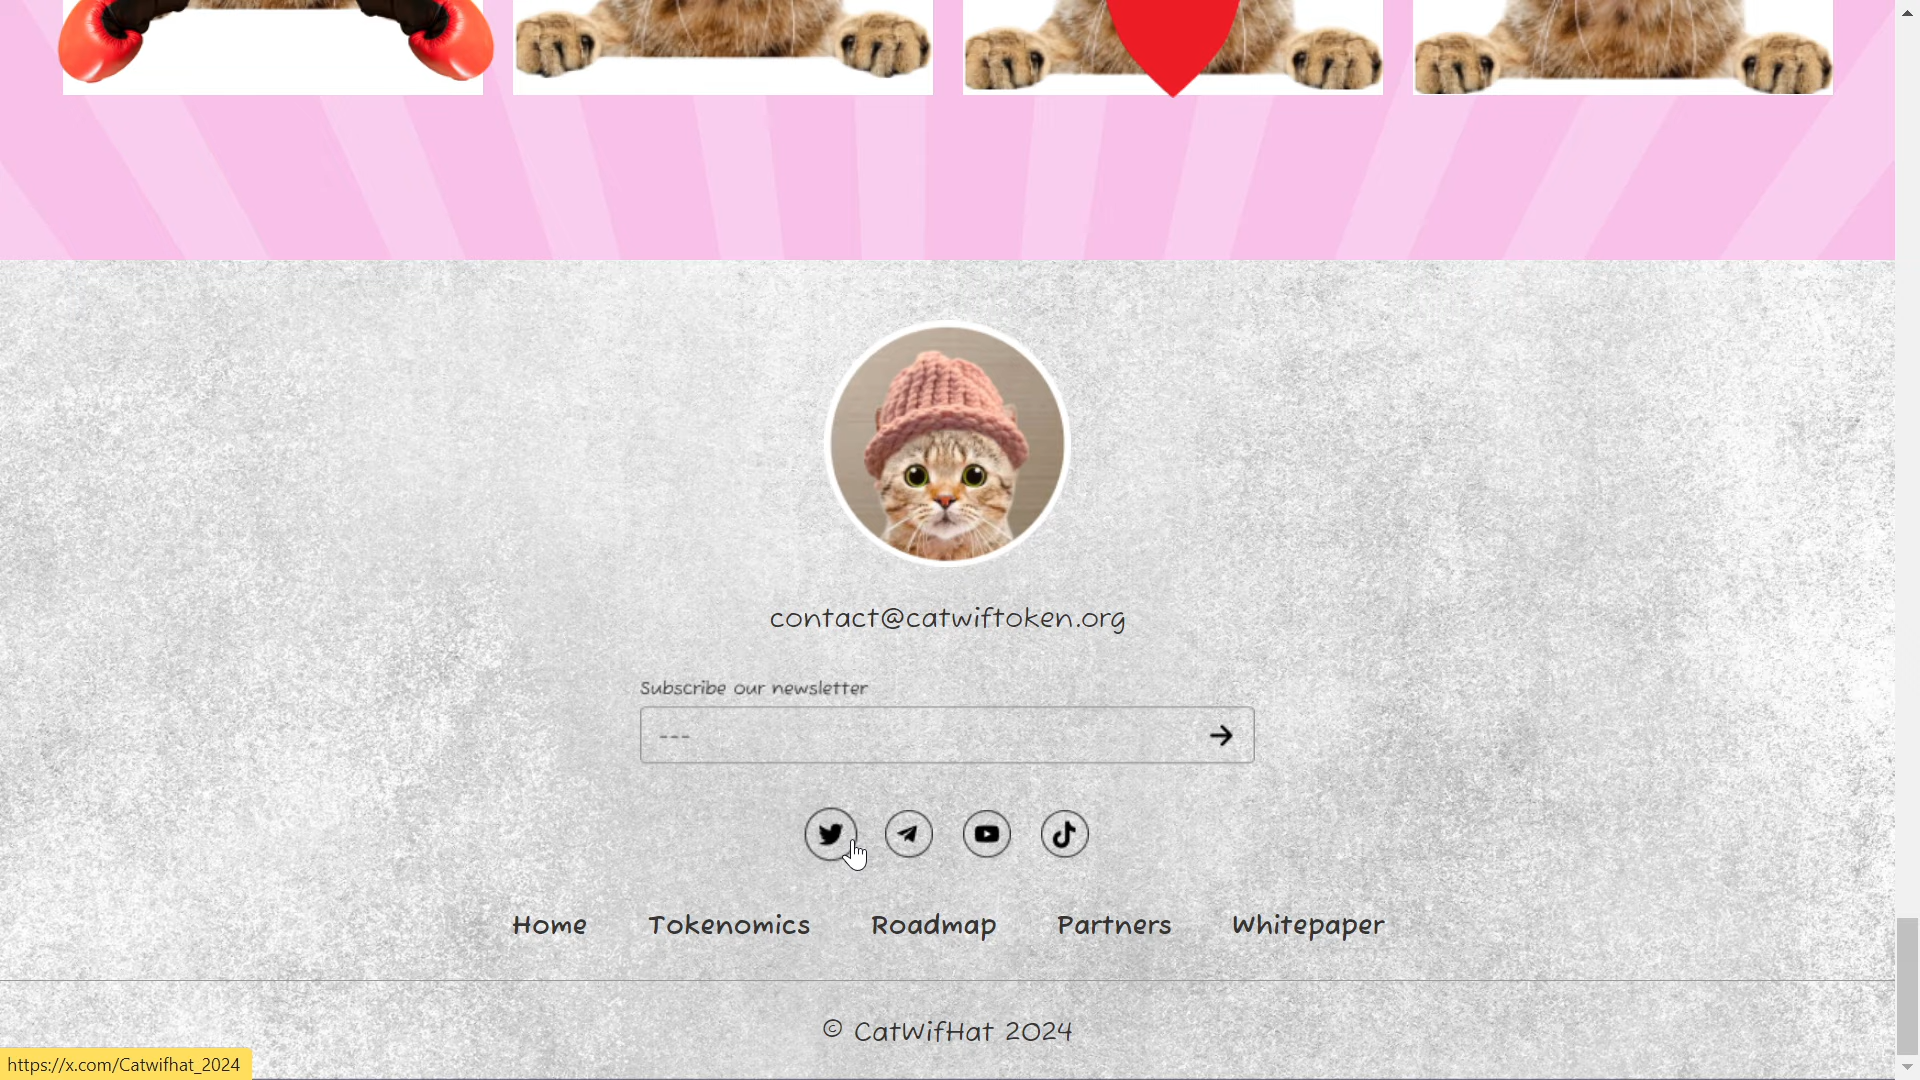 contact@catwiftoken.org
Subscribe our newsletter
---
Home Tokenomics Roadmap Partners Whitepaper
© CatWifHat 2024
https://x.com/Catwifhat_2024